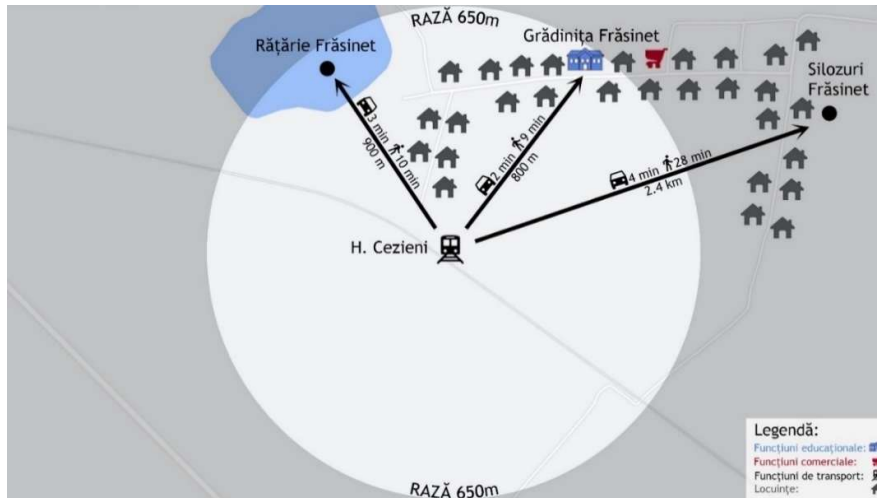 RAZĂ 650m
Rățărie Frăsinet
Grădinița Frăsinet
Silozuri
Frăsinet
3 min 10 min
900 m
2 min 9 min
800 m
4 min 28 min
2.4 km
H. Cezieni
Legendă:
Funcțiuni educaționale:
Funcțiuni comerciale:
Funcțiuni de transport:
Locuințe:
RAZĂ 650m